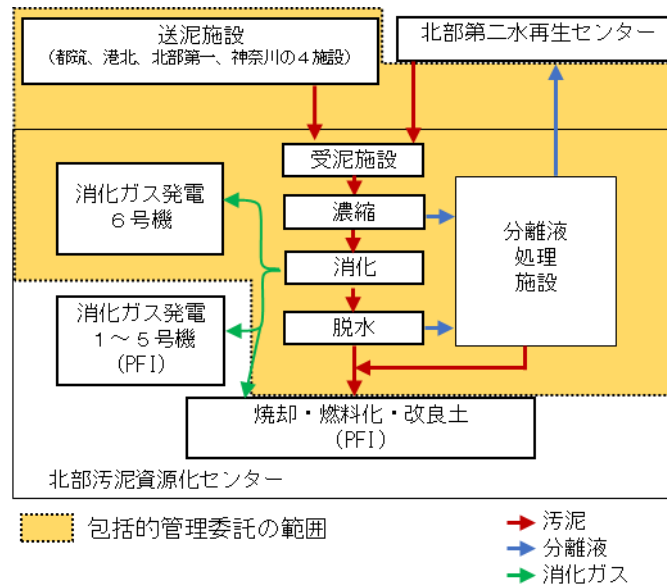 送泥施設
(都筑、港北、北部第一、神奈川の４施設)
北部第二水再生センター
受泥施設
消化ガス発電
６号機
濃縮
分離液
処理
施設
消化
消化ガス発電
１～５号機
(PFI)
脱水
焼却・燃料化・改良土
(PFI)
北部汚泥資源化センター
包括的管理委託の範囲
汚泥
分離液
消化ガス